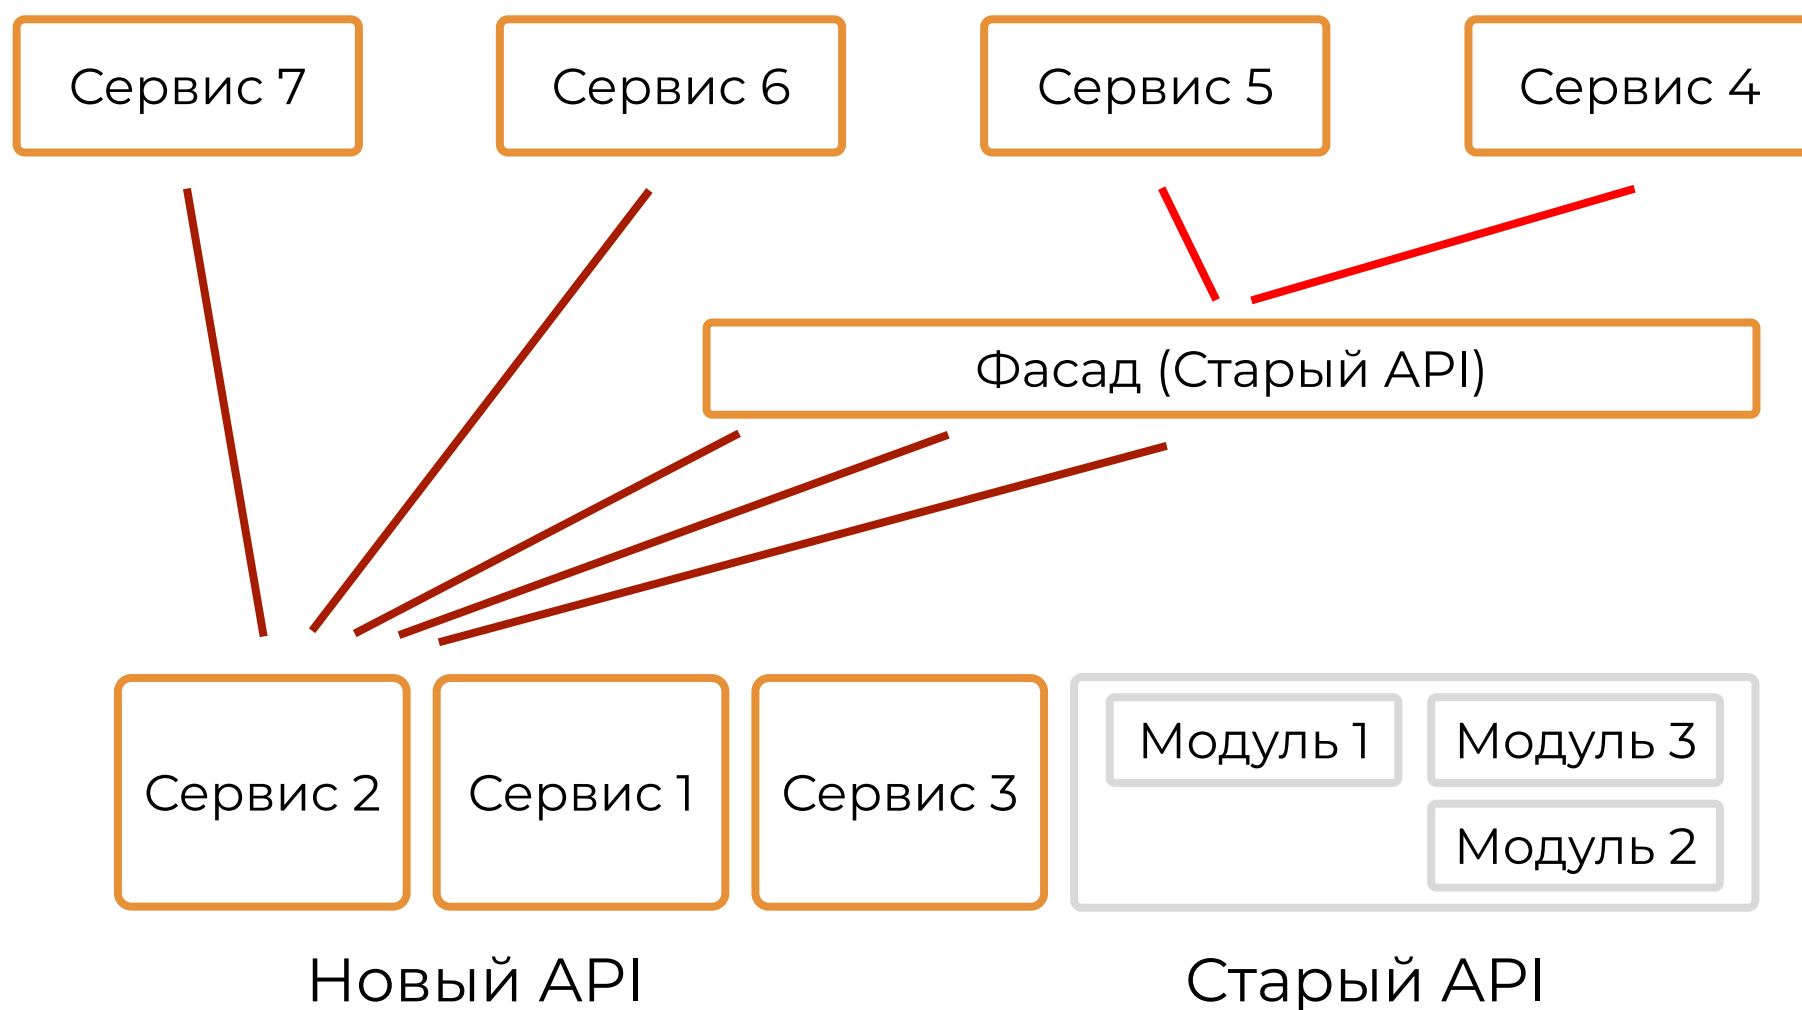 Сервис 7
Сервис 6
Сервис 5
Сервис 4
Фасад (Старый API)
Сервис 2
Сервис 1
Сервис 3
Модуль 1
Модуль 3
Модуль 2
Новый API
Старый API